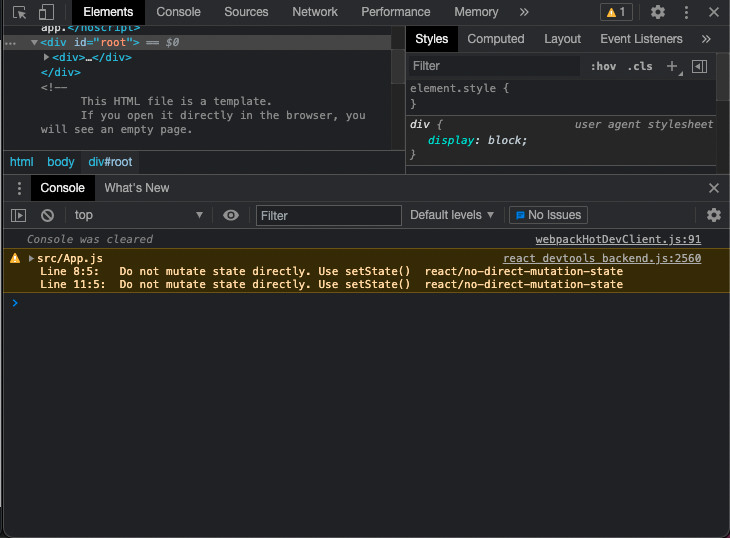 Elements Console Sources Network Performance Memory » 1
app.</noscript>
… ▼<div id="root"> == $0
▶<div>…</div>
</div>
<!--
This HTML file is a template.
If you open it directly in the browser, you
will see an empty page.
html body div#root
Styles Computed Layout Event Listeners »
Filter :hov .cls +
element.style {
}
div { user agent stylesheet
display: block;
}
Console What's New
top ▼ Filter Default levels ▼ No Issues
Console was cleared webpackHotDevClient.js:91
▶src/App.js react_devtools_backend.js:2560
Line 8:5: Do not mutate state directly. Use setState() react/no-direct-mutation-state
Line 11:5: Do not mutate state directly. Use setState() react/no-direct-mutation-state
>